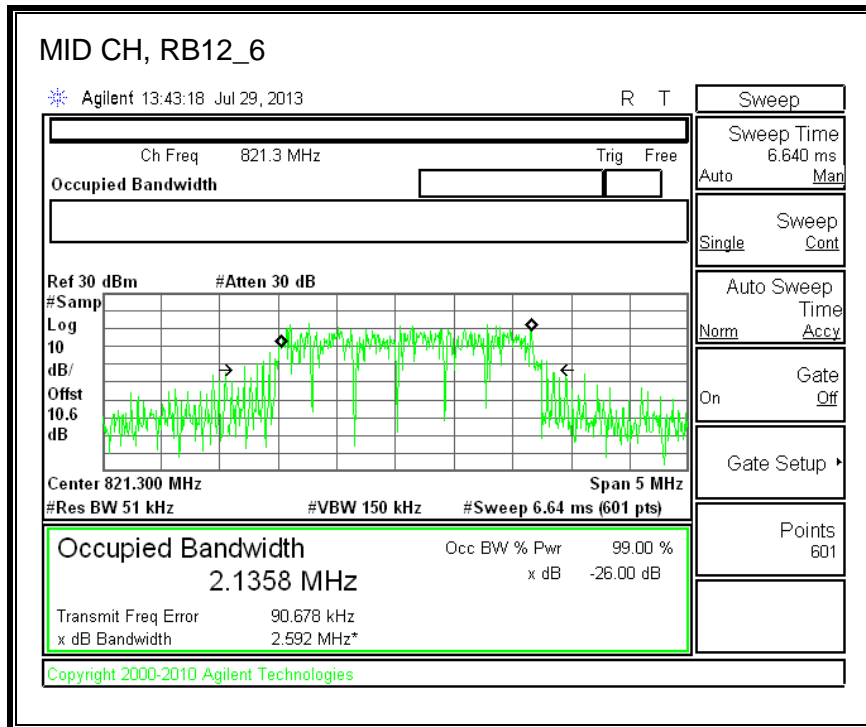 MID CH, RB12_6
Agilent 13:43:18 Jul 29, 2013 R T
Ch Freq 821.3 MHz Trig Free
Occupied Bandwidth
Ref 30 dBm #Atten 30 dB
#Samp
Log
10
dB/
Offst
10.6
dB
Center 821.300 MHz Span 5 MHz
#Res BW 51 kHz #VBW 150 kHz #Sweep 6.64 ms (601 pts)
Occupied Bandwidth Occ BW % Pwr 99.00 %
2.1358 MHz x dB -26.00 dB
Transmit Freq Error 90.678 kHz
x dB Bandwidth 2.592 MHz*
Copyright 2000-2010 Agilent Technologies
Sweep
Sweep Time
6.640 ms
Auto Man
Sweep
Single Cont
Auto Sweep
Time
Norm Accy
Gate
On Off
Gate Setup
Points
601